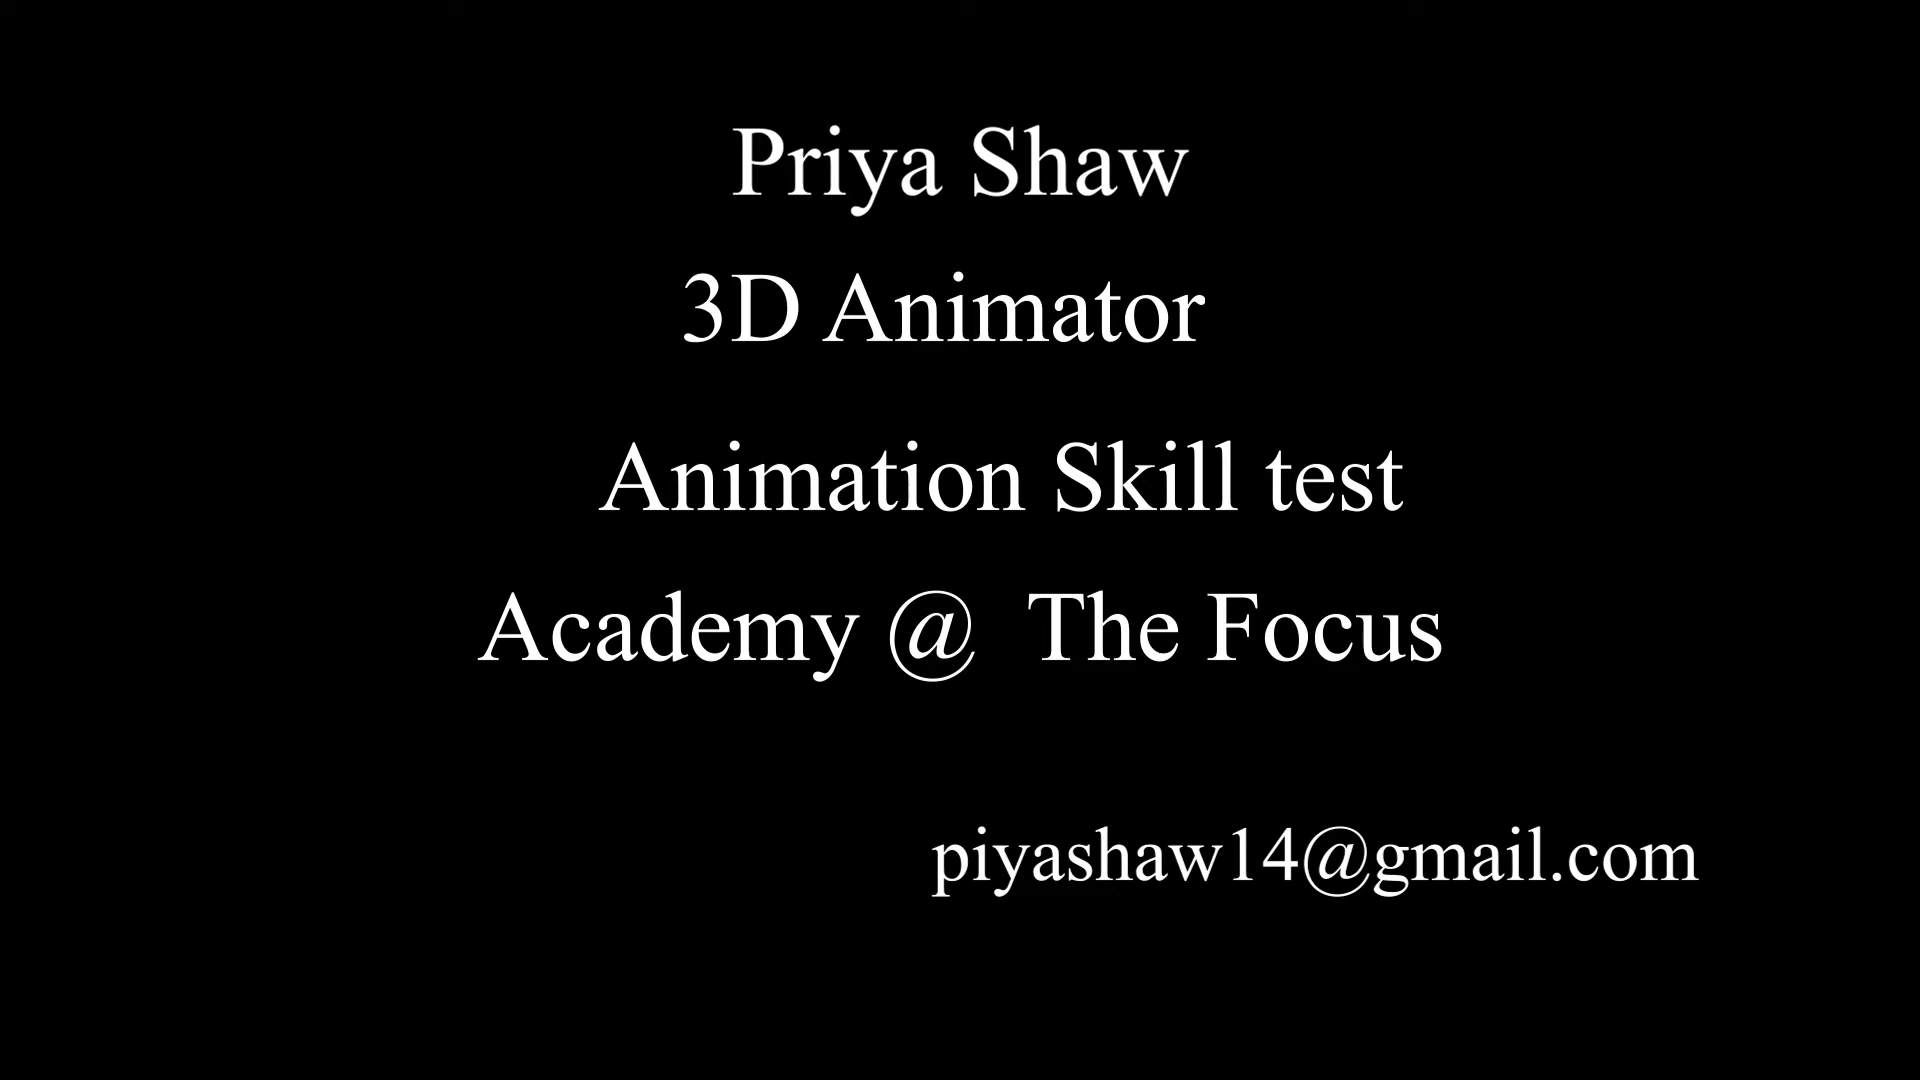 Priya Shaw
3D Animator
Animation Skill test
Academy @  The Focus
piyashaw14@gmail.com